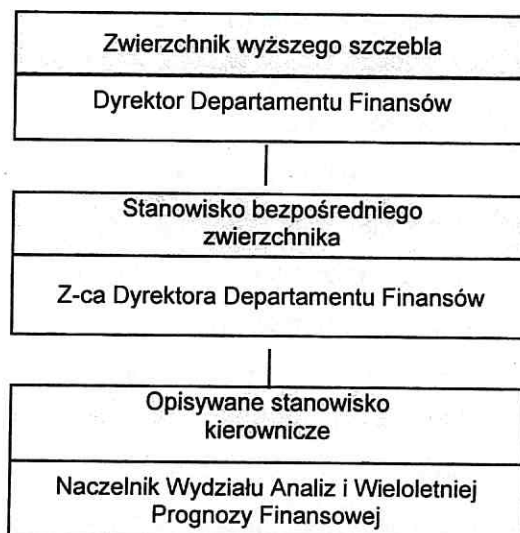 Zwierzchnik wyższego szczebla
Dyrektor Departamentu Finansów
Stanowisko bezpośredniego
zwierzchnika
Z-ca Dyrektora Departamentu Finansów
Opisywane stanowisko
kierownicze
Naczelnik Wydziału Analiz i Wieloletniej
Prognozy Finansowej